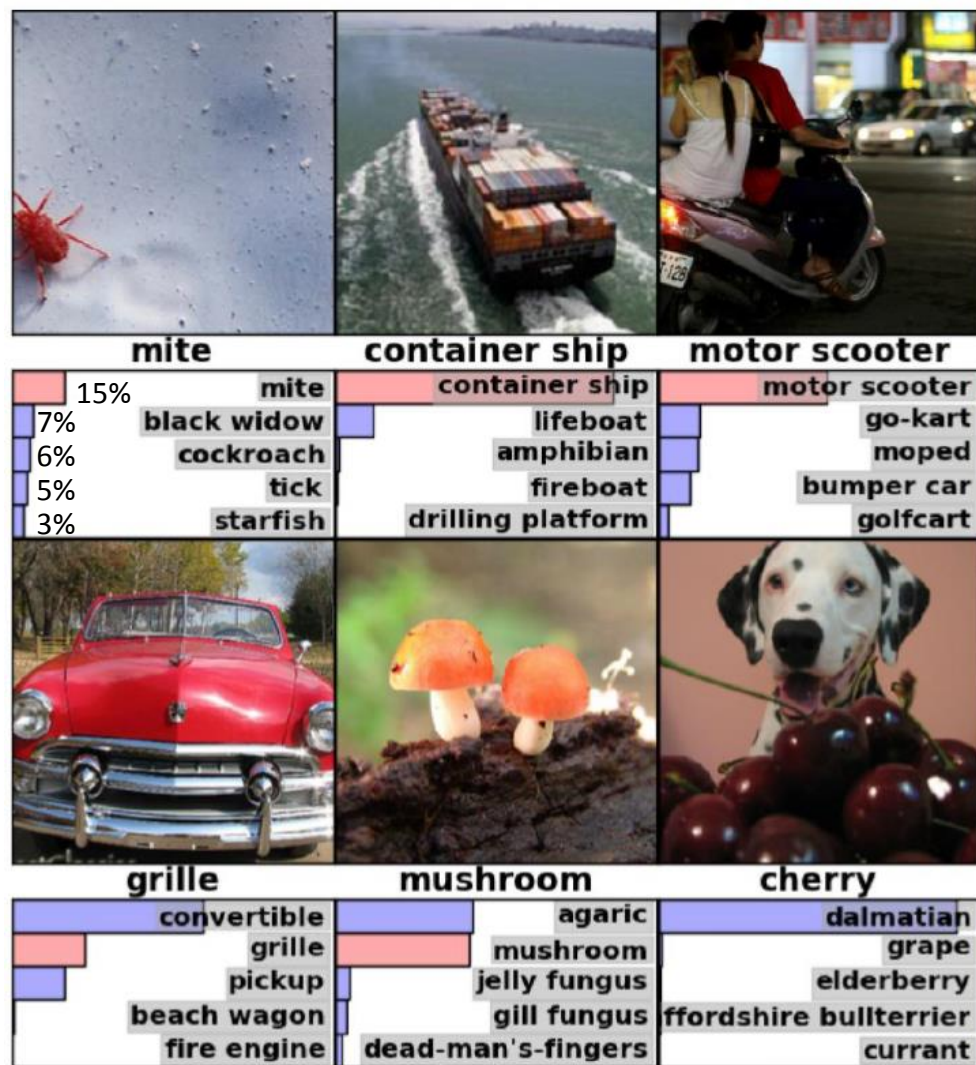 T-128
mite
container ship
motor scooter
15%
mite
7%
black widow
6%
cockroach
5%
tick
3%
starfish
container ship
lifeboat
amphibian
fireboat
drilling platform
motor scooter
go-kart
moped
bumper car
golfcart
grille
mushroom
cherry
convertible
grille
pickup
beach wagon
fire engine
agaric
mushroom
jelly fungus
gill fungus
dead-man's-fingers
dalmatian
grape
elderberry
ffordshire bullterrier
currant